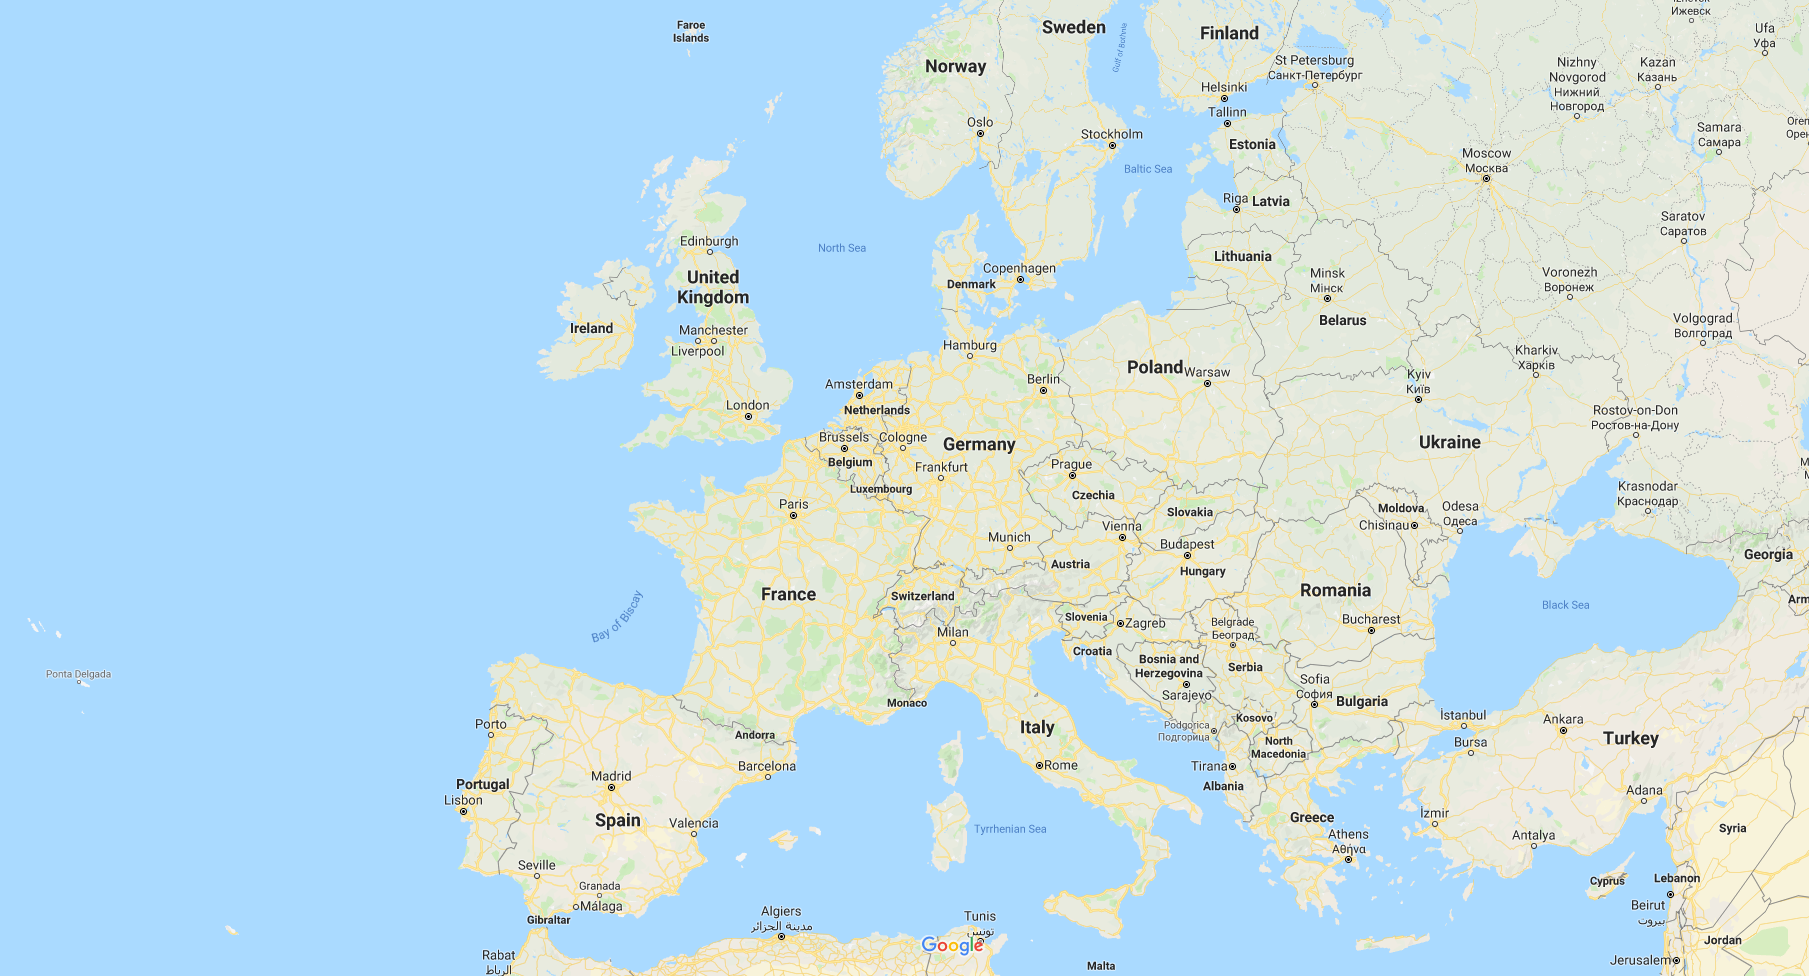 Faroe
Islands
Sweden
Finland
Norway
Gulf of Bothnia
St Petersburg
Санкт-Петербург
Ижевск
Ufa
Уфа
Nizhny
Novgorod
Нижний
Новгород
Kazan
Казань
Helsinki
Tallinn
Oslo
Stockholm
Estonia
Samara
Самара
Moscow
Москва
Baltic Sea
Riga
Latvia
Saratov
Саратов
Edinburgh
North Sea
Lithuania
United
Kingdom
Copenhagen
Denmark
Minsk
Мінск
Voronezh
Воронеж
Belarus
Ireland
Manchester
Liverpool
Volgograd
Волгоград
Hamburg
Kharkiv
Харків
Poland
Warsaw
Berlin
Amsterdam
Kyiv
Київ
London
Netherlands
Rostov-on-Don
Ростов-на-Дону
Brussels
Cologne
Germany
Ukraine
Belgium
Frankfurt
Prague
Luxembourg
Czechia
Krasnodar
Краснодар
Paris
Slovakia
Moldova
Chisinau
Odesa
Одеса
Vienna
Munich
Budapest
Georgia
Austria
Hungary
France
Switzerland
Romania
Black Sea
Bay of Biscay
Slovenia
Zagreb
Belgrade
Београд
Bucharest
Milan
Croatia
Bosnia and
Herzegovina
Serbia
Ponta Delgada
Sarajevo
Sofia
София
Bulgaria
Monaco
Kosovo
İstanbul
Ankara
Porto
Andorra
Italy
Podgorica
Подгорица
North
Macedonia
Bursa
Turkey
Barcelona
Rome
Tirana
Madrid
Portugal
Albania
Adana
Lisbon
Spain
Valencia
Tyrrhenian Sea
Greece
İzmir
Athens
Αθήνα
Antalya
Syria
Seville
Granada
Málaga
Cyprus
Lebanon
Gibraltar
Algiers
مدينة الجزائر
Tunis
تونس
Beirut
بيروت
Google
Jordan
Rabat
الرباط
Malta
Jerusalem